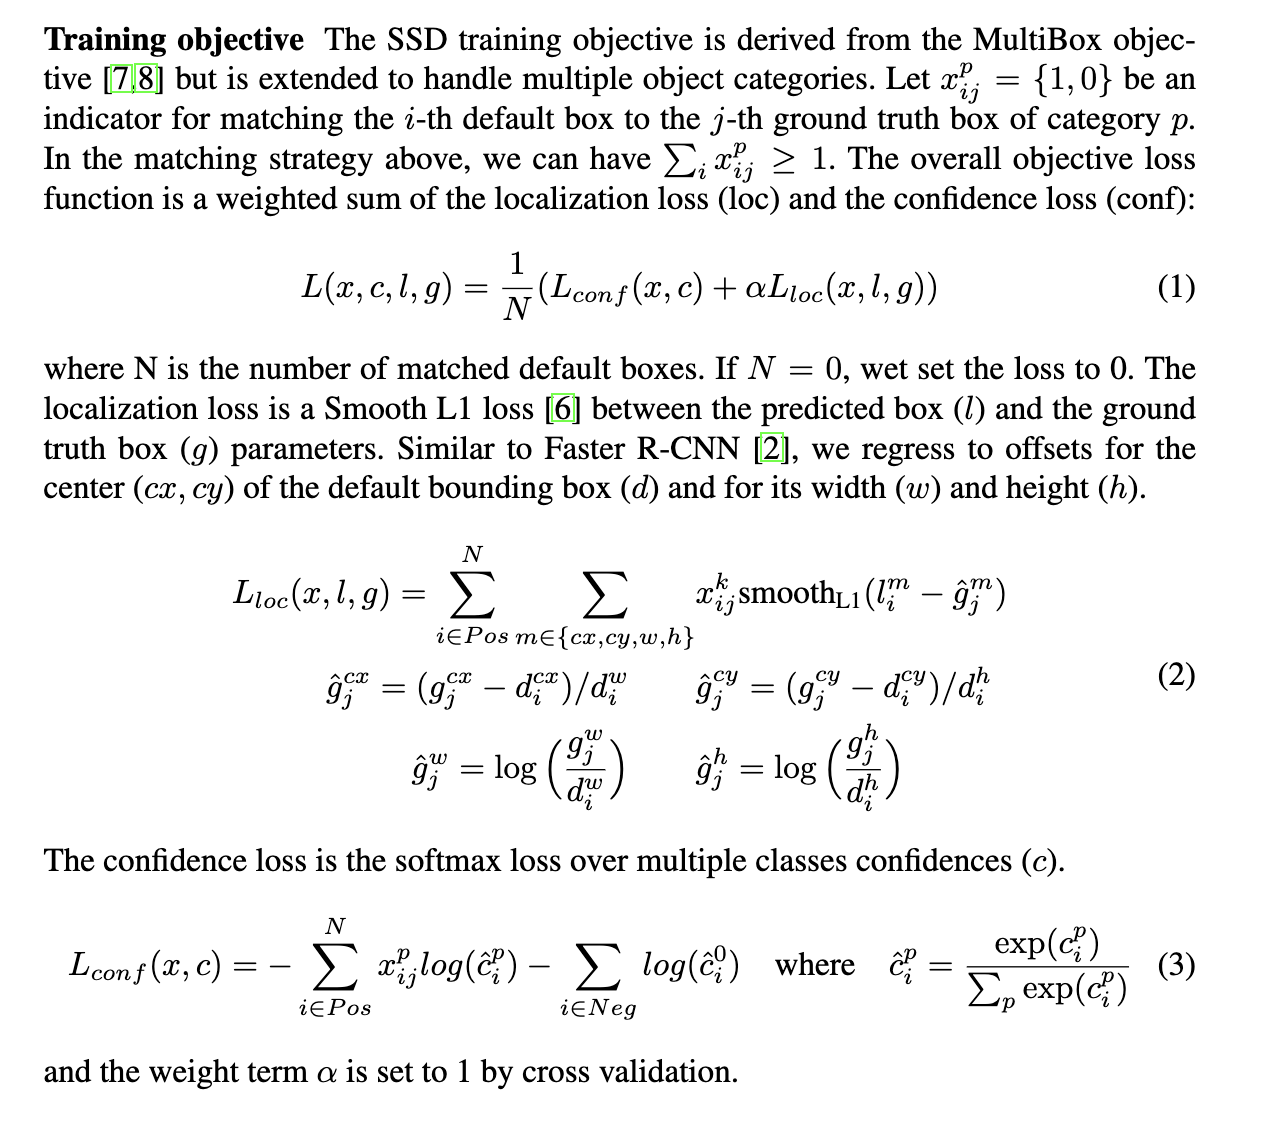 Training objective The SSD training objective is derived from the MultiBox objec-
tive [7,8] but is extended to handle multiple object categories. Let $x_{ij}^p = \{1, 0\}$ be an
indicator for matching the $i$-th default box to the $j$-th ground truth box of category $p$.
In the matching strategy above, we can have $\sum_i x_{ij}^p \geq 1$. The overall objective loss
function is a weighted sum of the localization loss (loc) and the confidence loss (conf):
$L(x, c, l, g) = \frac{1}{N}(L_{conf}(x, c) + \alpha L_{loc}(x, l, g))$ (1)
where N is the number of matched default boxes. If $N = 0$, wet set the loss to 0. The
localization loss is a Smooth L1 loss [6] between the predicted box ($l$) and the ground
truth box ($g$) parameters. Similar to Faster R-CNN [2], we regress to offsets for the
center ($cx, cy$) of the default bounding box ($d$) and for its width ($w$) and height ($h$).
$L_{loc}(x, l, g) = \sum_{i \in Pos}^{N} \sum_{m \in \{cx, cy, w, h\}} x_{ij}^k \text{smooth}_{\text{L1}}(l_i^m - \hat{g}_j^m)$
$\hat{g}_j^{cx} = (g_j^{cx} - d_i^{cx})/d_i^w \quad \hat{g}_j^{cy} = (g_j^{cy} - d_i^{cy})/d_i^h$ (2)
$\hat{g}_j^w = \log\left(\frac{g_j^w}{d_i^w}\right) \quad \hat{g}_j^h = \log\left(\frac{g_j^h}{d_i^h}\right)$
The confidence loss is the softmax loss over multiple classes confidences ($c$).
$L_{conf}(x, c) = -\sum_{i \in Pos}^{N} x_{ij}^p log(\hat{c}_i^p) - \sum_{i \in Neg} log(\hat{c}_i^0) \quad \text{where} \quad \hat{c}_i^p = \frac{\exp(c_i^p)}{\sum_p \exp(c_i^p)}$ (3)
and the weight term $\alpha$ is set to 1 by cross validation.